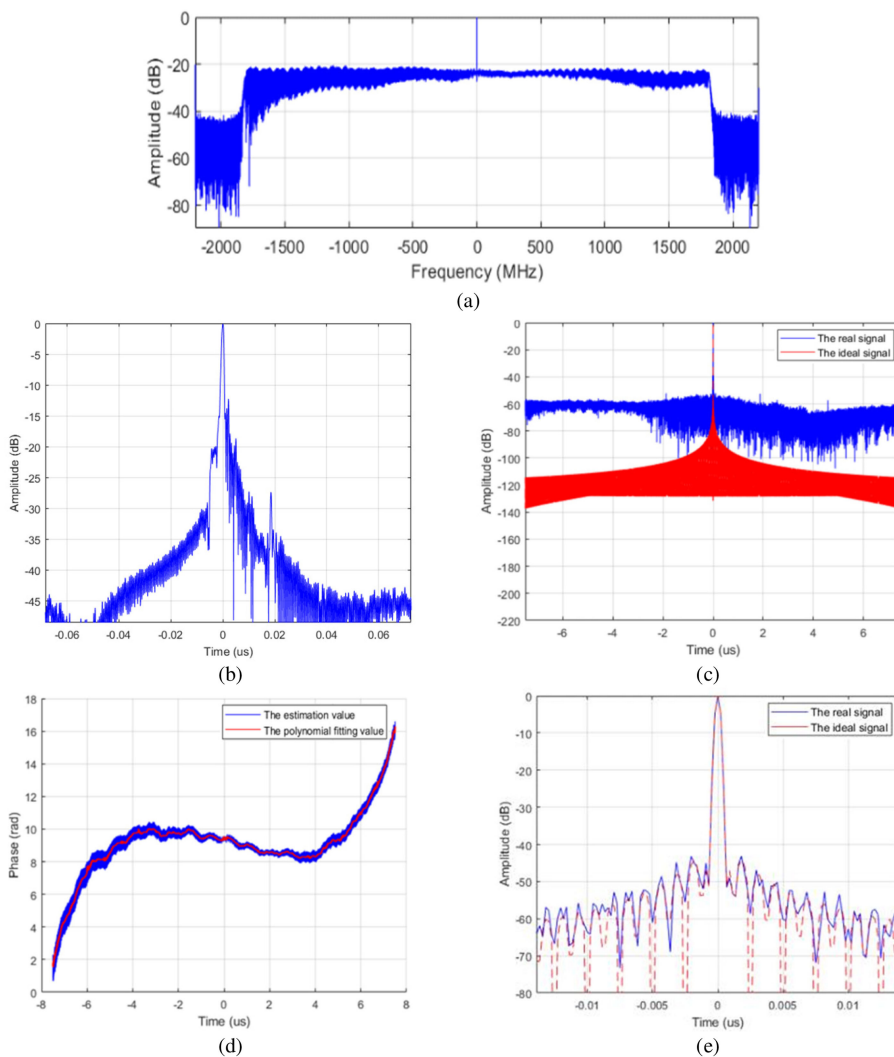 0
-20
-40
-60
-80
Amplitude (dB)
-2000 -1500 -1000 -500 0 500 1000 1500 2000
Frequency (MHz)
(a)
0
-5
-10
-15
-20
-25
-30
-35
-40
-45
Amplitude (dB)
-0.06 -0.04 -0.02 0 0.02 0.04 0.06
Time (us)
(b)
The real signal
The ideal signal
0
-20
-40
-60
-80
-100
-120
-140
-160
-180
-200
-220
Amplitude (dB)
-6 -4 -2 0 2 4 6
Time (us)
(c)
The estimation value
The polynomial fitting value
18
16
14
12
10
8
6
4
2
0
Phase (rad)
-8 -6 -4 -2 0 2 4 6 8
Time (us)
(d)
The real signal
The ideal signal
0
-10
-20
-30
-40
-50
-60
-70
-80
Amplitude (dB)
-0.01 -0.005 0 0.005 0.01
Time (us)
(e)